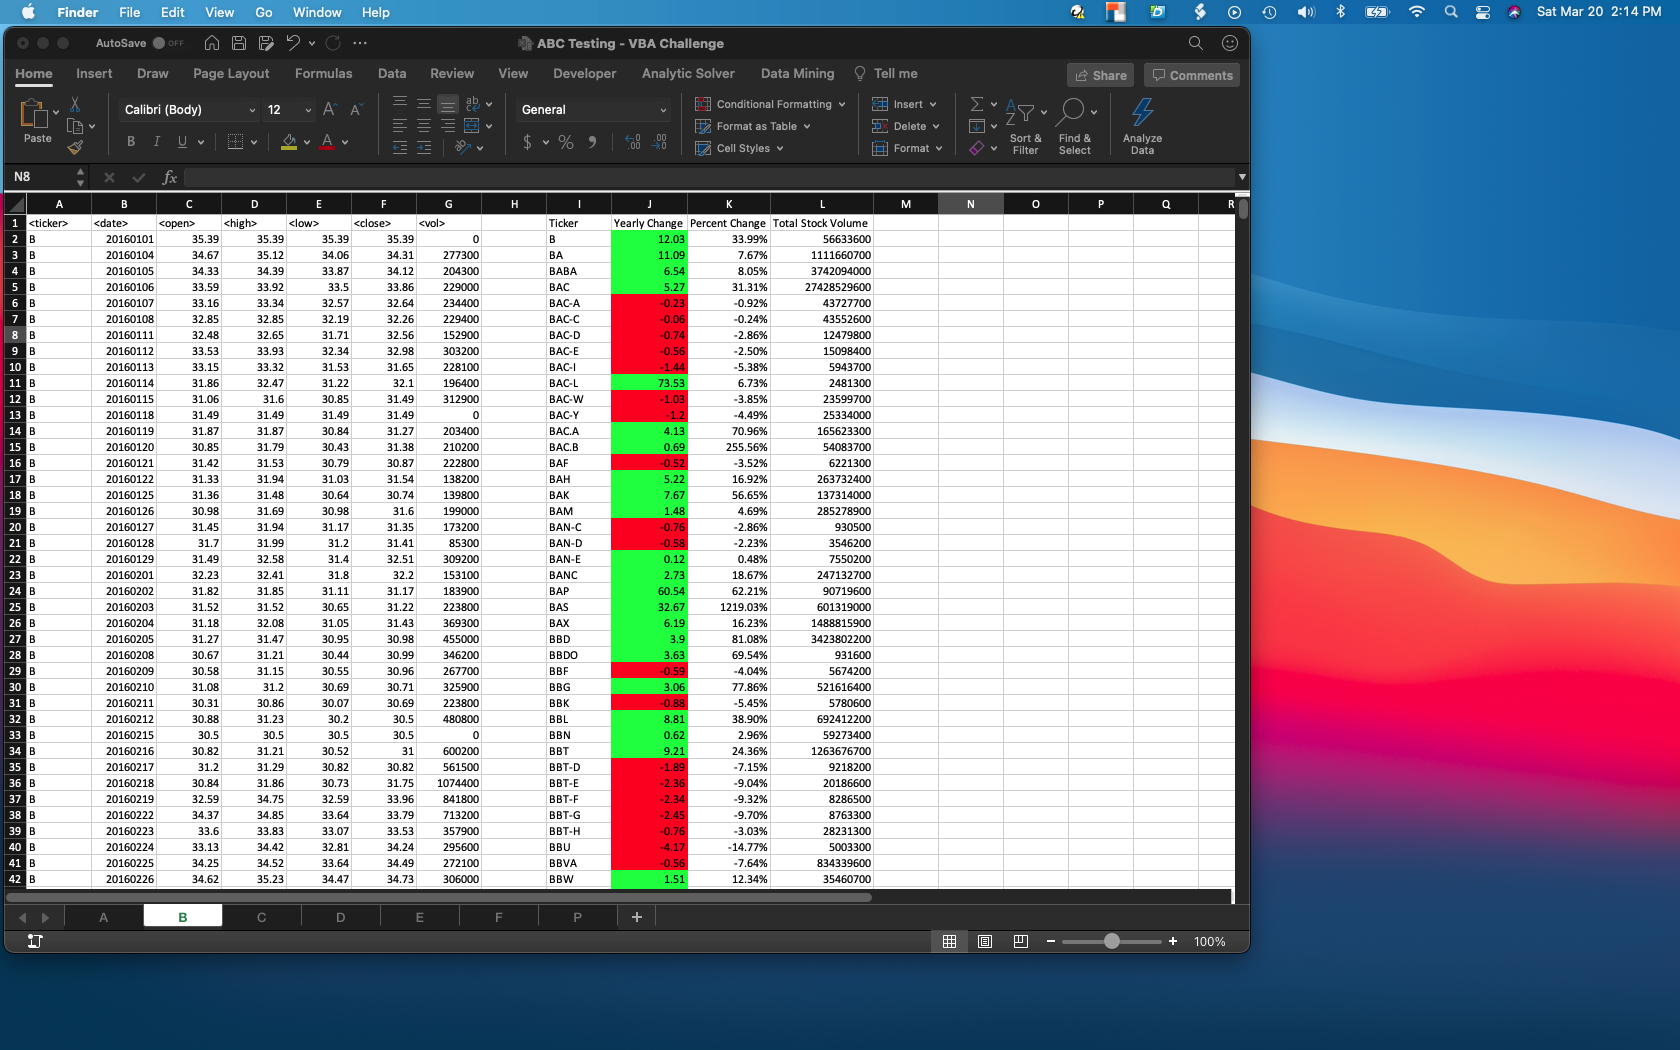 Finder File Edit View Go Window Help Sat Mar 20 2:14 PM
AutoSave OFF ABC Testing - VBA Challenge
Home Insert Draw Page Layout Formulas Data Review View Developer Analytic Solver Data Mining Tell me Share Comments
Paste Calibri (Body) 12 General Conditional Formatting Insert
Format as Table Delete Sort & Filter Find & Select Analyze Data
Cell Styles Format
N8 fx
A B C D E F G H I J K L M N O P Q R
1 <ticker> <date> <open> <high> <low> <close> <vol> Ticker Yearly Change Percent Change Total Stock Volume
2 B 20160101 35.39 35.39 35.39 35.39 0 B 12.03 33.99% 56633600
3 B 20160104 34.67 35.12 34.06 34.31 277300 BA 11.09 7.67% 1111660700
4 B 20160105 34.33 34.39 33.87 34.12 204300 BABA 6.54 8.05% 3742094000
5 B 20160106 33.59 33.92 33.5 33.86 229000 BAC 5.27 31.31% 27428529600
6 B 20160107 33.16 33.34 32.57 32.64 234400 BAC-A -0.23 -0.92% 43727700
7 B 20160108 32.85 32.85 32.19 32.26 229400 BAC-C -0.06 -0.24% 43552600
8 B 20160111 32.48 32.65 31.71 32.56 152900 BAC-D -0.74 -2.86% 12479800
9 B 20160112 33.53 33.93 32.34 32.98 303200 BAC-E -0.56 -2.50% 15098400
10 B 20160113 33.15 33.32 31.53 31.65 228100 BAC-I -1.44 -5.38% 5943700
11 B 20160114 31.86 32.47 31.22 32.1 196400 BAC-L 73.53 6.73% 2481300
12 B 20160115 31.06 31.6 30.85 31.49 312900 BAC-W -1.03 -3.85% 23599700
13 B 20160118 31.49 31.49 31.49 31.49 0 BAC-Y -1.2 -4.49% 25334000
14 B 20160119 31.87 31.87 30.84 31.27 203400 BAC.A 4.13 70.96% 165623300
15 B 20160120 30.85 31.79 30.43 31.38 210200 BAC.B 0.69 255.56% 54083700
16 B 20160121 31.42 31.53 30.79 30.87 222800 BAF -0.52 -3.52% 6221300
17 B 20160122 31.33 31.94 31.03 31.54 138200 BAH 5.22 16.92% 263732400
18 B 20160125 31.36 31.48 30.64 30.74 139800 BAK 7.67 56.65% 137314000
19 B 20160126 30.98 31.69 30.98 31.6 199000 BAM 1.48 4.69% 285278900
20 B 20160127 31.45 31.94 31.17 31.35 173200 BAN-C -0.76 -2.86% 930500
21 B 20160128 31.7 31.99 31.2 31.41 85300 BAN-D -0.58 -2.23% 3546200
22 B 20160129 31.49 32.58 31.4 32.51 309200 BAN-E 0.12 0.48% 7550200
23 B 20160201 32.23 32.41 31.8 32.2 153100 BANC 2.73 18.67% 247132700
24 B 20160202 31.82 31.85 31.11 31.17 183900 BAP 60.54 62.21% 90719600
25 B 20160203 31.52 31.52 30.65 31.22 223800 BAS 32.67 1219.03% 601319000
26 B 20160204 31.18 32.08 31.05 31.43 369300 BAX 6.19 16.23% 1488815900
27 B 20160205 31.27 31.47 30.95 30.98 455000 BBD 3.9 81.08% 3423802200
28 B 20160208 30.67 31.21 30.44 30.99 346200 BBDO 3.63 69.54% 931600
29 B 20160209 30.58 31.15 30.55 30.96 267700 BBF -0.59 -4.04% 5674200
30 B 20160210 31.08 31.2 30.69 30.71 325900 BBG 3.06 77.86% 521616400
31 B 20160211 30.31 30.86 30.07 30.69 223800 BBK -0.88 -5.45% 5780600
32 B 20160212 30.88 31.23 30.2 30.5 480800 BBL 8.81 38.90% 692412200
33 B 20160215 30.5 30.5 30.5 30.5 0 BBN 0.62 2.96% 59273400
34 B 20160216 30.82 31.21 30.52 31 600200 BBT 9.21 24.36% 1263676700
35 B 20160217 31.2 31.29 30.82 30.82 561500 BBT-D -1.89 -7.15% 9218200
36 B 20160218 30.84 31.86 30.73 31.75 1074400 BBT-E -2.36 -9.04% 20186600
37 B 20160219 32.59 34.75 32.59 33.96 841800 BBT-F -2.34 -9.32% 8286500
38 B 20160222 34.37 34.85 33.64 33.79 713200 BBT-G -2.45 -9.70% 8763300
39 B 20160223 33.6 33.83 33.07 33.53 357900 BBT-H -0.76 -3.03% 28231300
40 B 20160224 33.13 34.42 32.81 34.24 295600 BBU -4.17 -14.77% 5003300
41 B 20160225 34.25 34.52 33.64 34.49 272100 BBVA -0.56 -7.64% 834339600
42 B 20160226 34.62 35.23 34.47 34.73 306000 BBW 1.51 12.34% 35460700
A B C D E F P +
100%